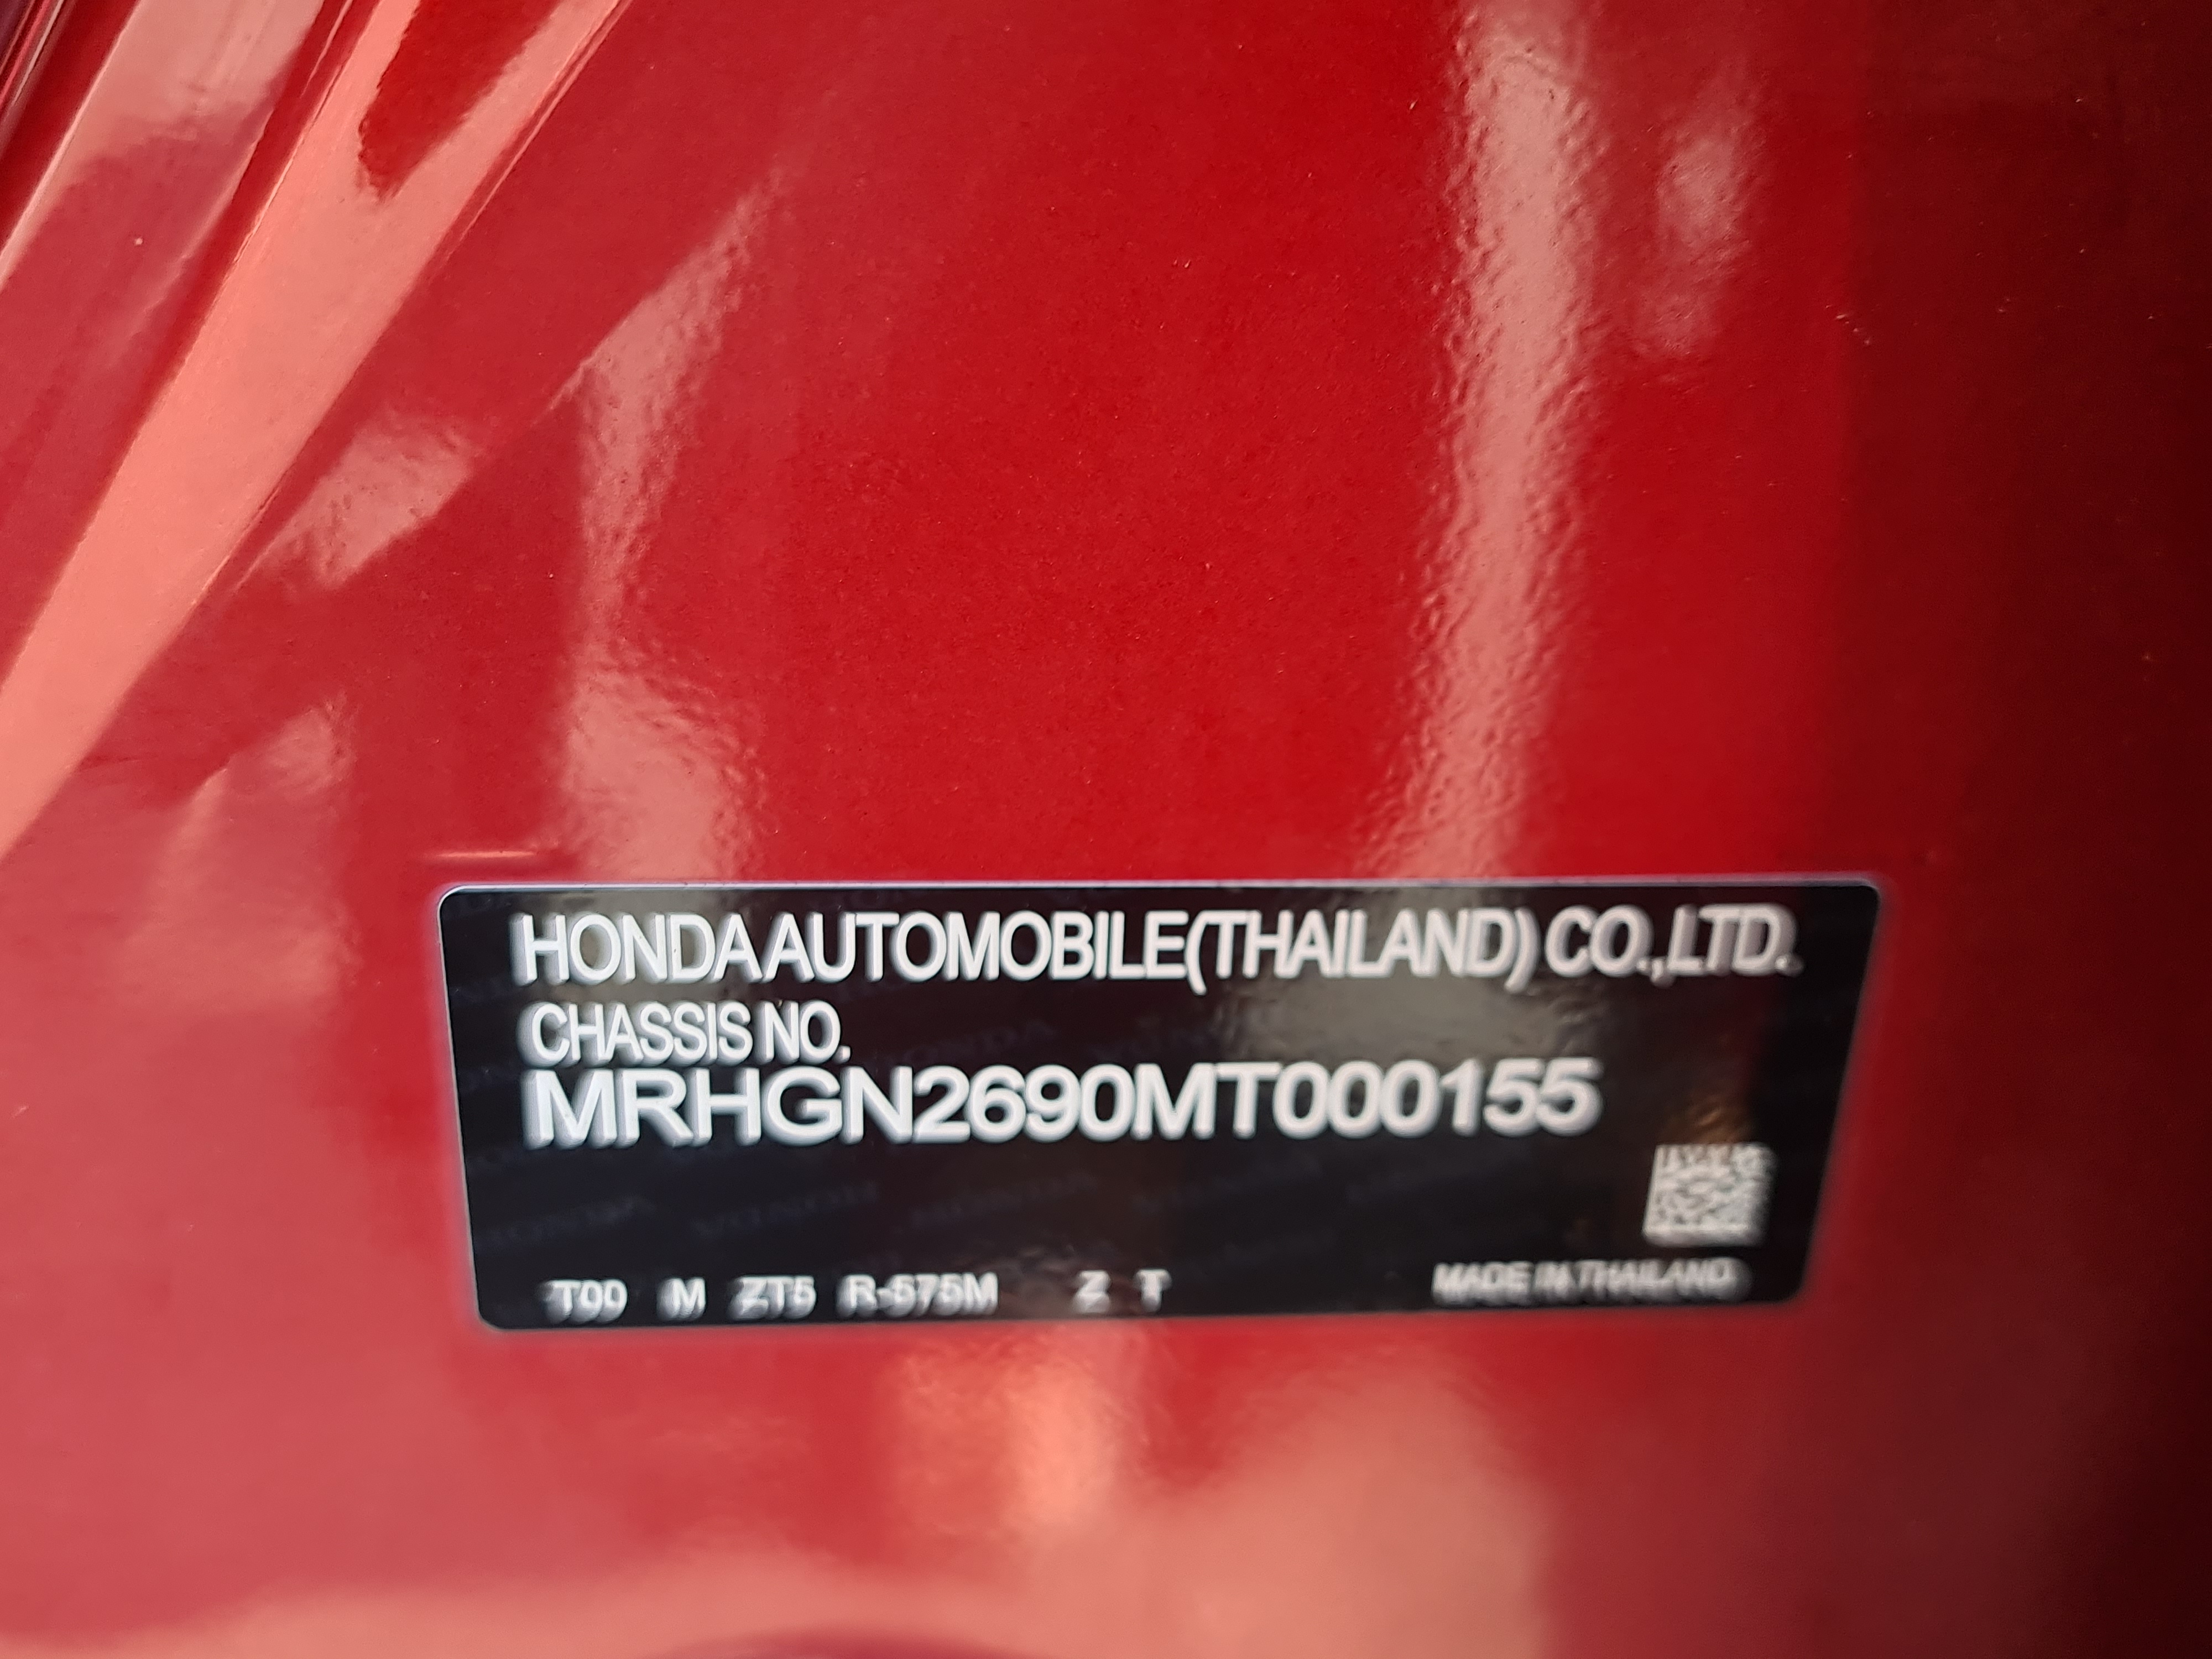 HONDA AUTOMOBILE (THAILAND) CO.,LTD.
CHASSIS NO.
MRHGN2690MT000155
T00 M ZT5 R-575M Z T
MADE IN THAILAND